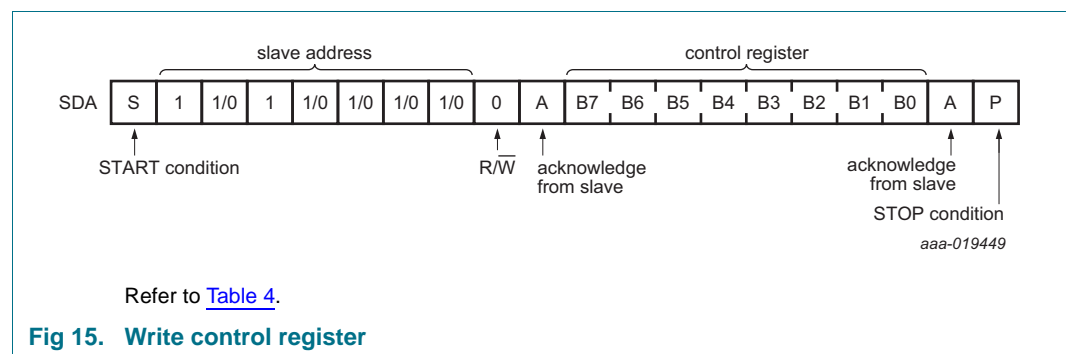 slave address control register
SDA S 1 1/0 1 1/0 1/0 1/0 1/0 0 A B7 B6 B5 B4 B3 B2 B1 B0 A P
START condition R/W̅ acknowledge from slave acknowledge from slave
STOP condition
aaa-019449
Refer to Table 4.
Fig 15. Write control register